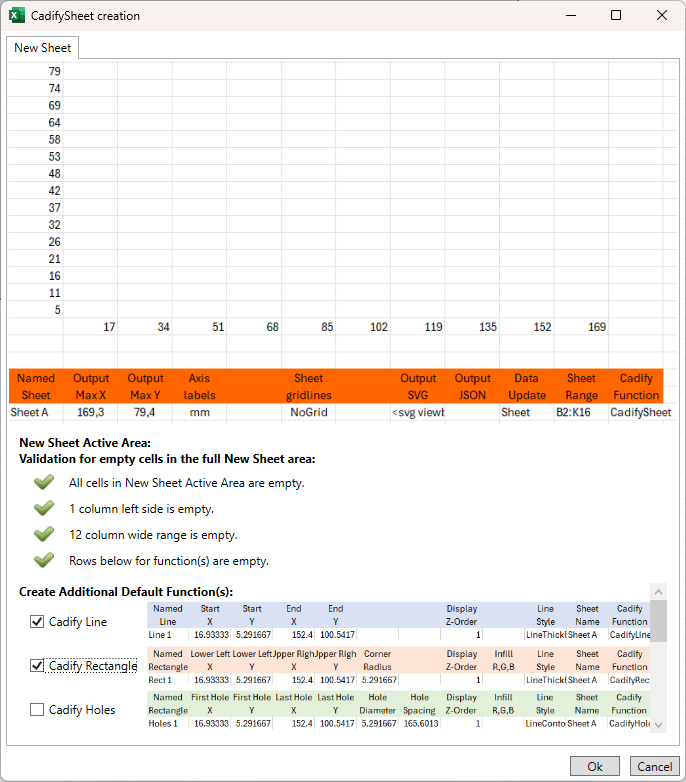 CadifySheet creation
New Sheet
79
74
69
64
58
53
48
42
37
32
26
21
16
11
5
17 34 51 68 85 102 119 135 152 169
Named Output Output Axis Sheet Output Output Data Sheet Cadify
Sheet Max X Max Y labels gridlines SVG JSON Update Range Function
Sheet A 169,3 79,4 mm NoGrid <svg viewb Sheet B2:K16 CadifySheet
New Sheet Active Area:
Validation for empty cells in the full New Sheet area:
All cells in New Sheet Active Area are empty.
1 column left side is empty.
12 column wide range is empty.
Rows below for function(s) are empty.
Create Additional Default Function(s):
Named Start Start End End Display Line Sheet Cadify
Line X Y X Y Z-Order Style Name Function
Cadify Line
Line 1 16.93333 5.291667 152.4 100.5417 1 LineThickl Sheet A CadifyLine
Named Lower Left Lower Left Jpper Righ Jpper Righ Corner Display Infill Line Sheet Cadify
Cadify Rectangle
Rectangle X Y X Y Radius Z-Order R,G,B Style Name Function
Rect 1 16.93333 5.291667 152.4 100.5417 5.291667 1 LineThickl Sheet A CadifyRec
Named First Hole First Hole Last Hole Last Hole Hole Hole Display Infill Line Sheet Cadify
Cadify Holes
Rectangle X Y X Y Diameter Spacing Z-Order R,G,B Style Name Function
Holes 1 16.93333 5.291667 152.4 100.5417 5.291667 165.6013 1 LineConto Sheet A CadifyHole
Ok Cancel